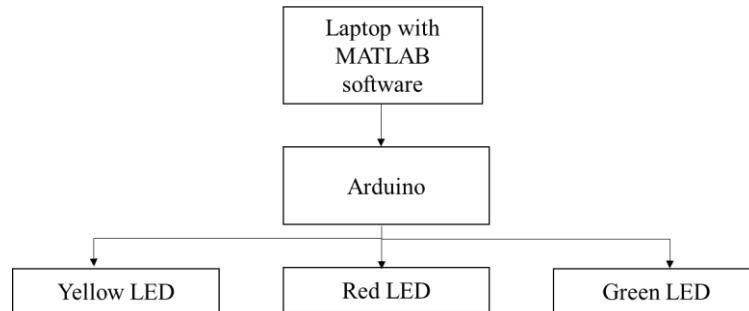 Laptop with
MATLAB
software
Arduino
Yellow LED
Red LED
Green LED